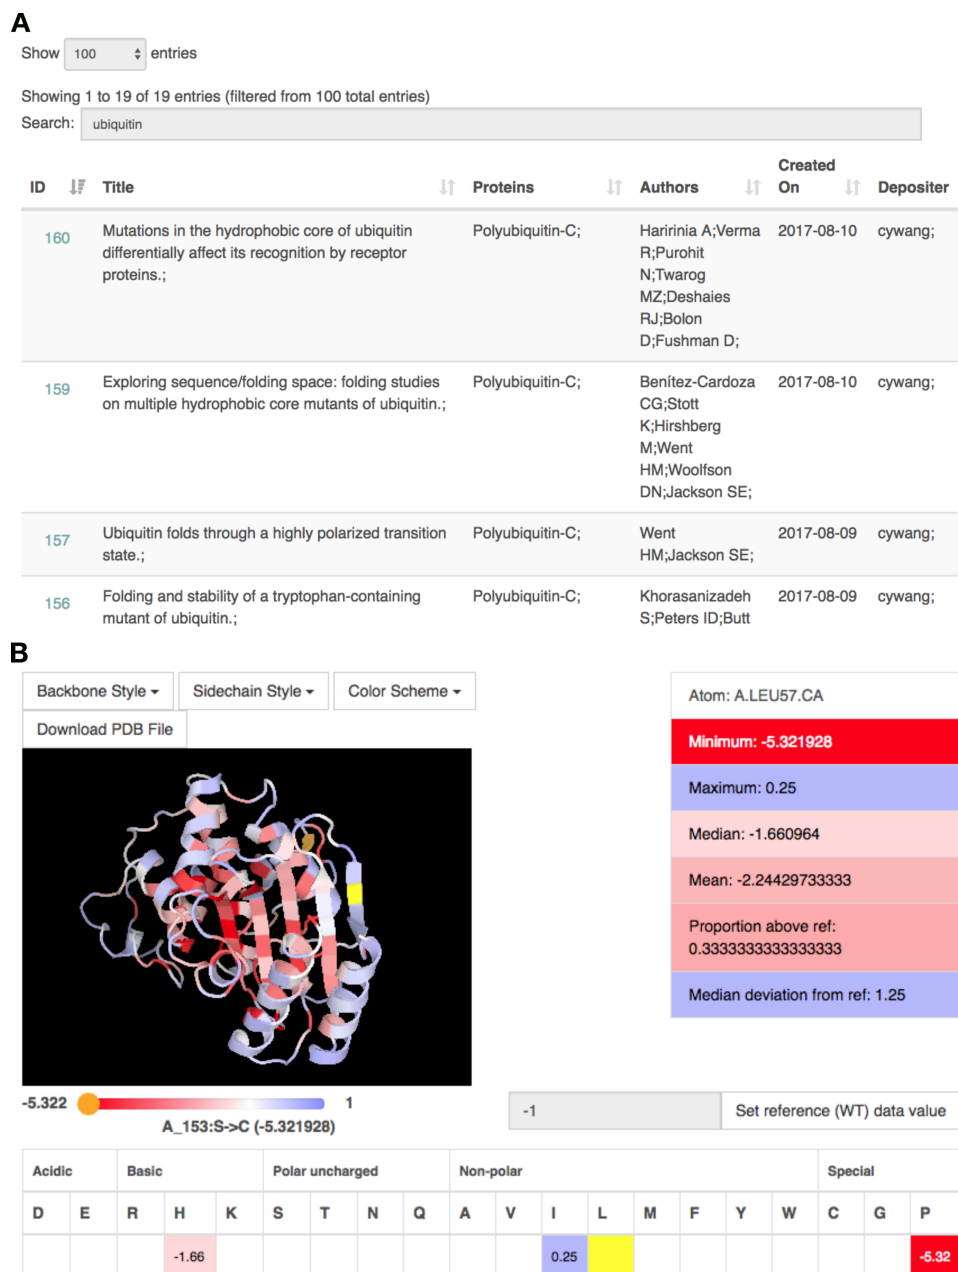 A
Show 100 entries
Showing 1 to 19 of 19 entries (filtered from 100 total entries)
Search: ubiquitin
Created
ID Title Proteins Authors On Depositer
160 Mutations in the hydrophobic core of ubiquitin Polyubiquitin-C; Haririnia A;Verma 2017-08-10 cywang;
differentially affect its recognition by receptor R;Purohit
proteins.; N;Twarog
MZ;Deshaies
RJ;Bolon
D;Fushman D;
159 Exploring sequence/folding space: folding studies Polyubiquitin-C; Benítez-Cardoza 2017-08-10 cywang;
on multiple hydrophobic core mutants of ubiquitin.; CG;Stott
K;Hirshberg
M;Went
HM;Woolfson
DN;Jackson SE;
157 Ubiquitin folds through a highly polarized transition Polyubiquitin-C; Went 2017-08-09 cywang;
state.; HM;Jackson SE;
156 Folding and stability of a tryptophan-containing Polyubiquitin-C; Khorasanizadeh 2017-08-09 cywang;
mutant of ubiquitin.; S;Peters ID;Butt
B
Backbone Style Sidechain Style Color Scheme
Download PDB File
Atom: A.LEU57.CA
Minimum: -5.321928
Maximum: 0.25
Median: -1.660964
Mean: -2.24429733333
Proportion above ref:
0.3333333333333333
Median deviation from ref: 1.25
-5.322 1
A_153:S->C (-5.321928)
-1 Set reference (WT) data value
Acidic Basic Polar uncharged Non-polar Special
D E R H K S T N Q A V I L M F Y W C G P
-1.66 0.25 -5.32